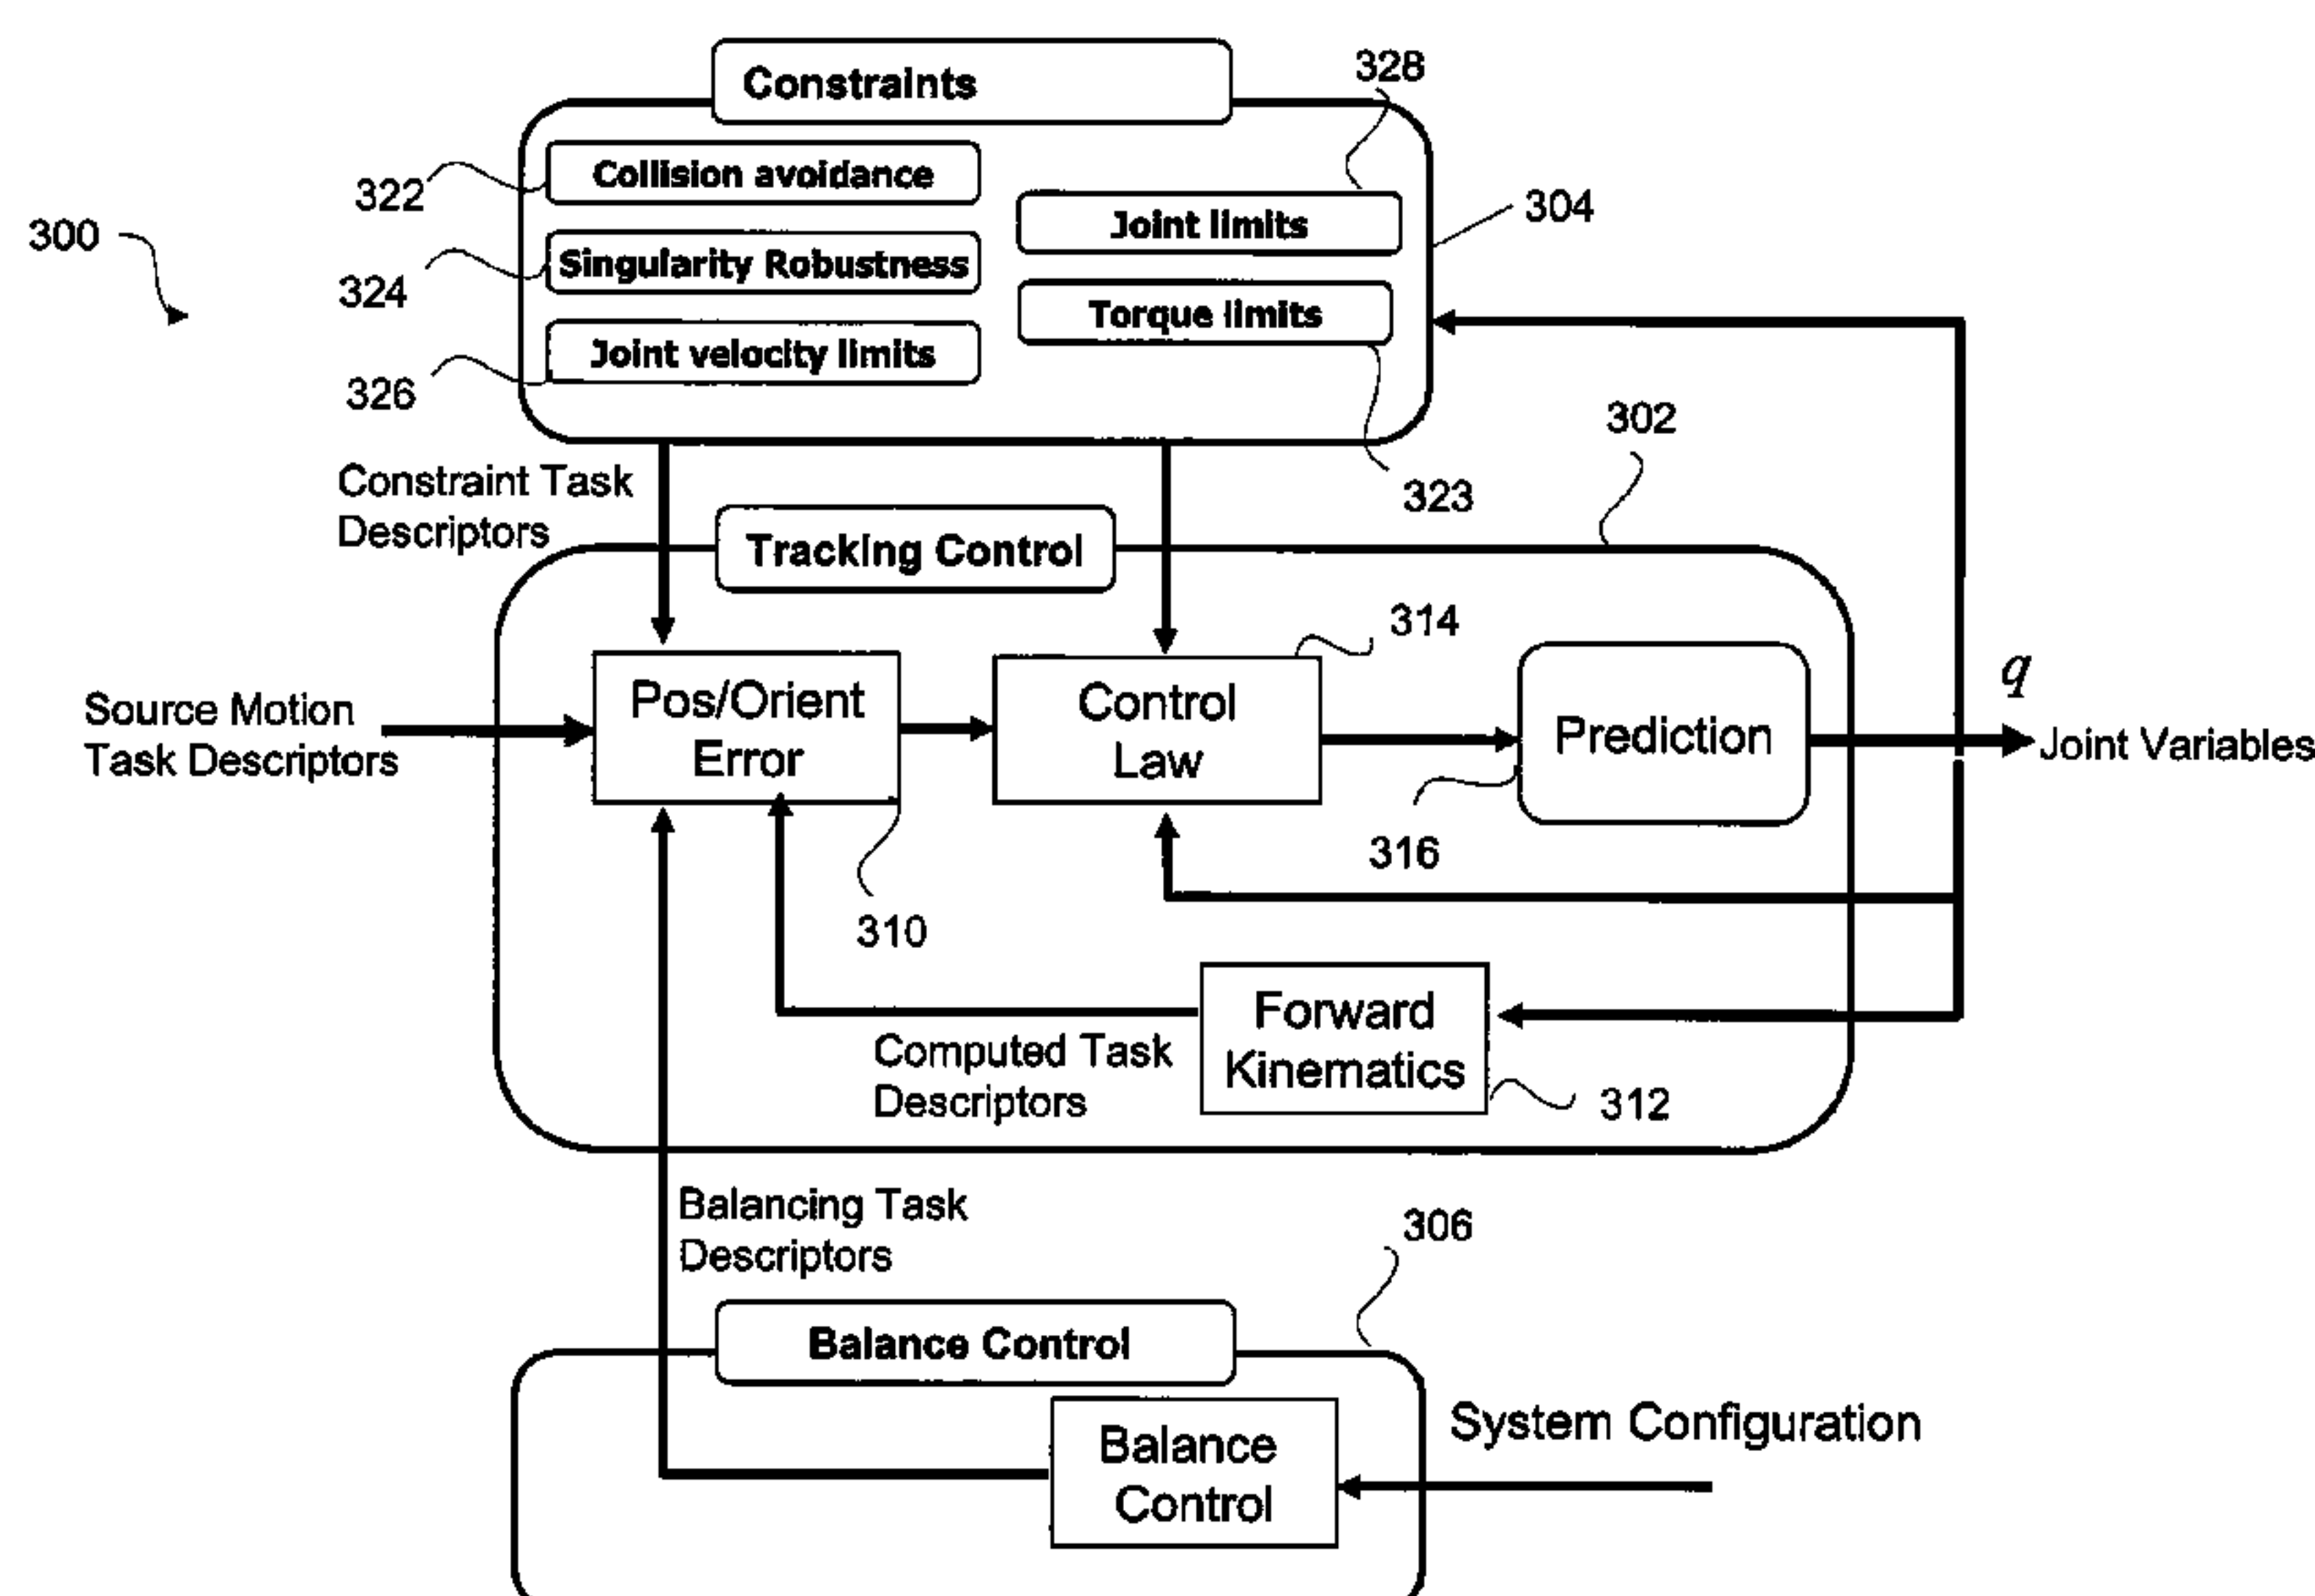 Constraints
328
Collision avoidance
322
Joint limits
304
300
Singularity Robustness
324
Torque limits
Joint velocity limits
326
302
Constraint Task
Descriptors
323
Tracking Control
314
Source Motion
Task Descriptors
Pos/Orient
Error
Control
Law
Prediction
q
Joint Variables
316
310
Forward
Kinematics
Computed Task
Descriptors
312
Balancing Task
Descriptors
306
Balance Control
System Configuration
Balance
Control